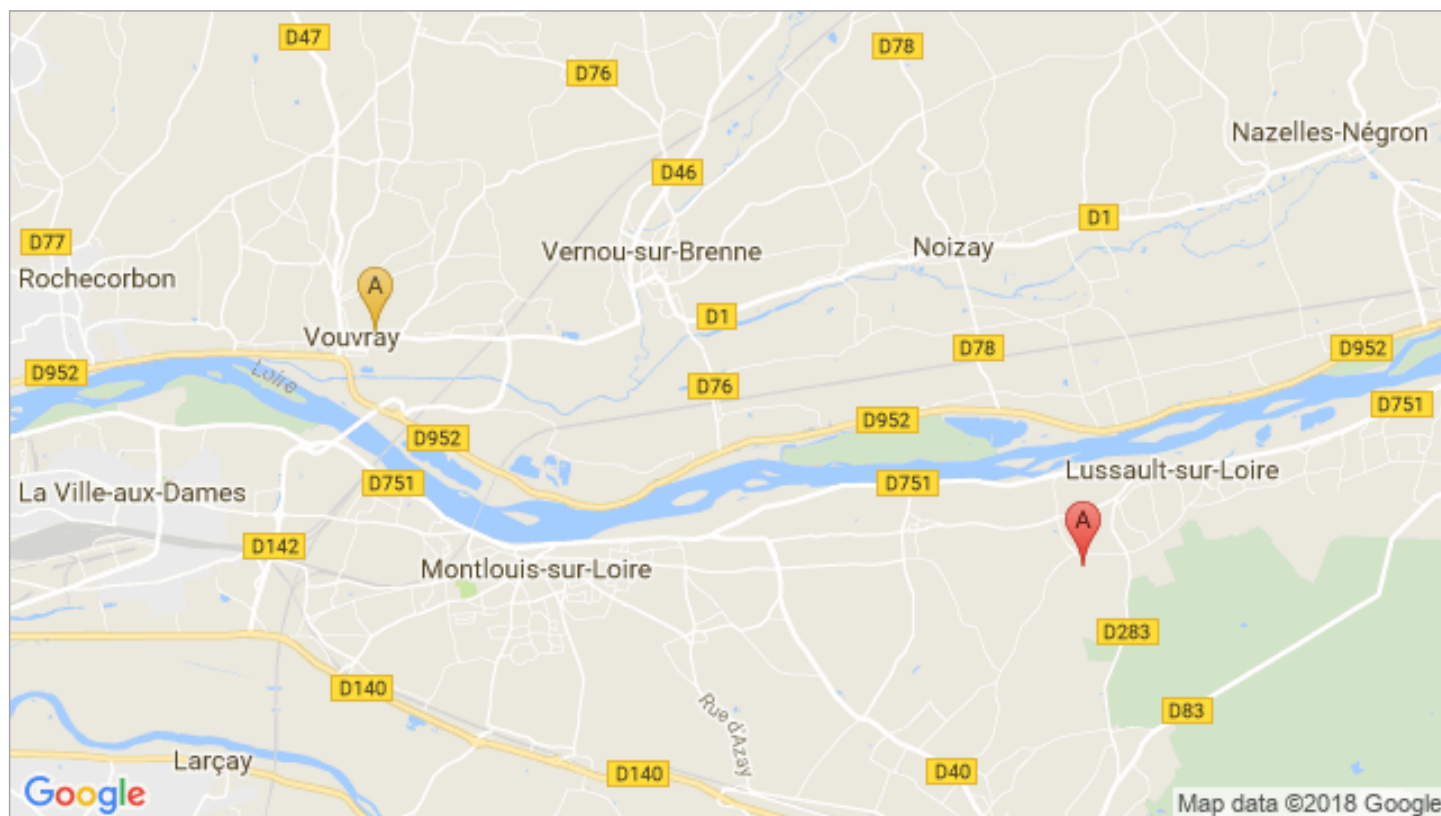 D47
D78
D76
Nazelles-Négron
D46
D1
D77
Vernou-sur-Brenne
Noizay
Rochecorbon
A
D1
Vouvray
D78
D952
D952
Loire
D76
D751
D952
D952
Lussault-sur-Loire
D751
D751
La Ville-aux-Dames
A
D142
Montlouis-sur-Loire
D283
D140
D83
Rue d'Azay
Larçay
D140
D40
Google
Map data ©2018 Google